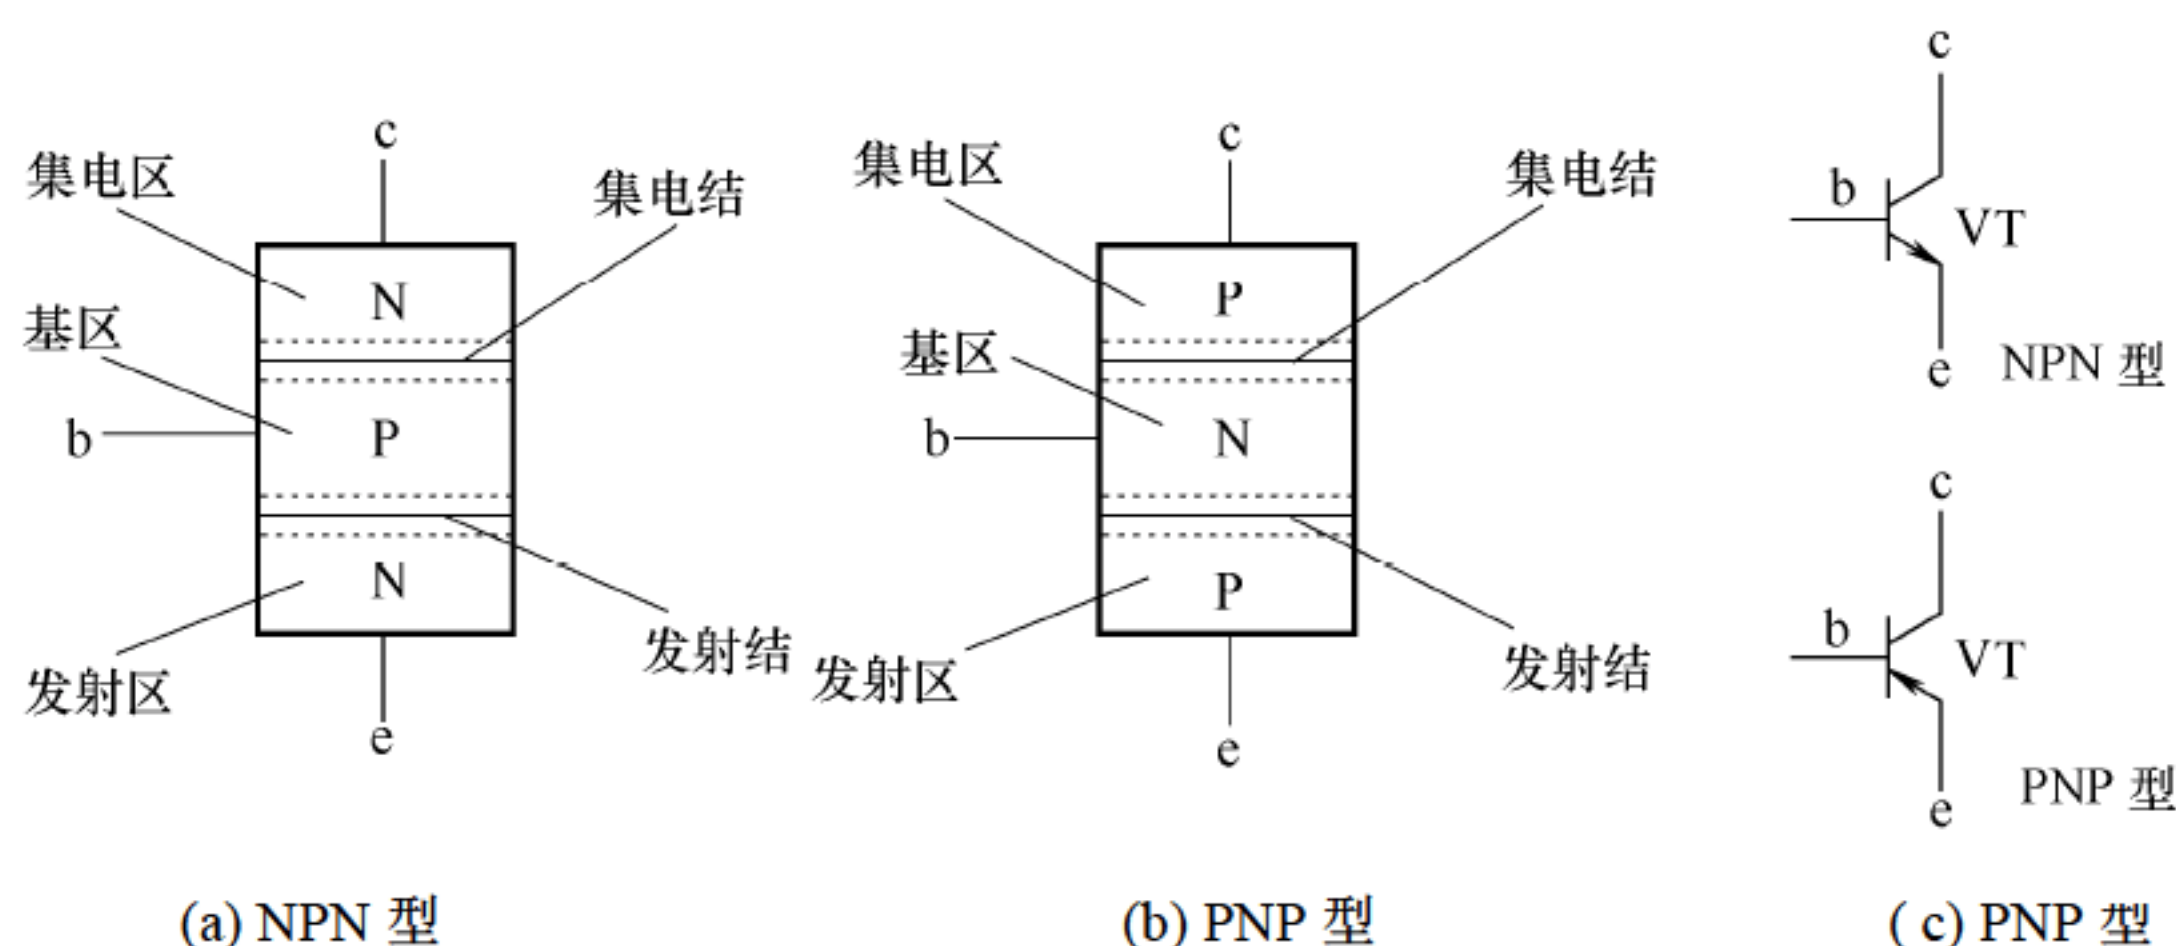 c
集电区
集电结
N
基区
b
P
N
发射结
发射区
e
(a) NPN 型
c
集电区
集电结
P
基区
b
N
P
发射区
发射结
e
(b) PNP 型
c
b
VT
e
NPN 型
c
b
VT
e
PNP 型
( c) PNP 型